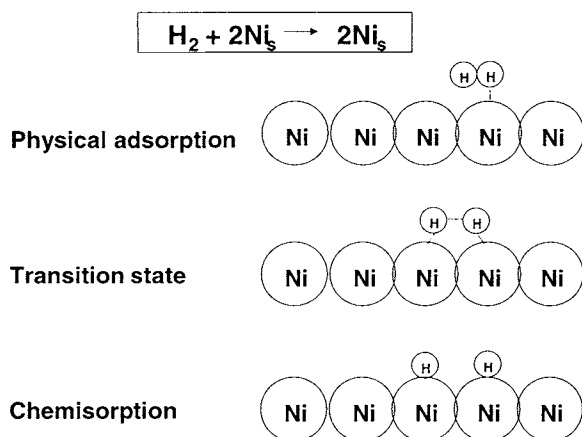 H₂ + 2Niₛ → 2Niₛ
H H
Physical adsorption Ni Ni Ni Ni Ni
H H
Transition state Ni Ni Ni Ni Ni
H H
Chemisorption Ni Ni Ni Ni Ni